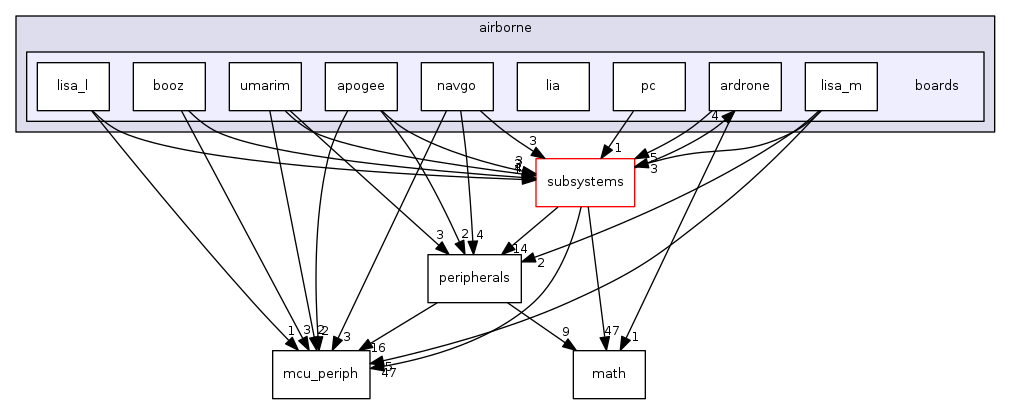 airborne
lisa_l booz umarim apogee navgo lia pc ardrone lisa_m boards
4
3 1
5
3
subsystems
3 2 4 14
2
peripherals
1 3 2 2 3 9 47 1
16
47
mcu_periph math